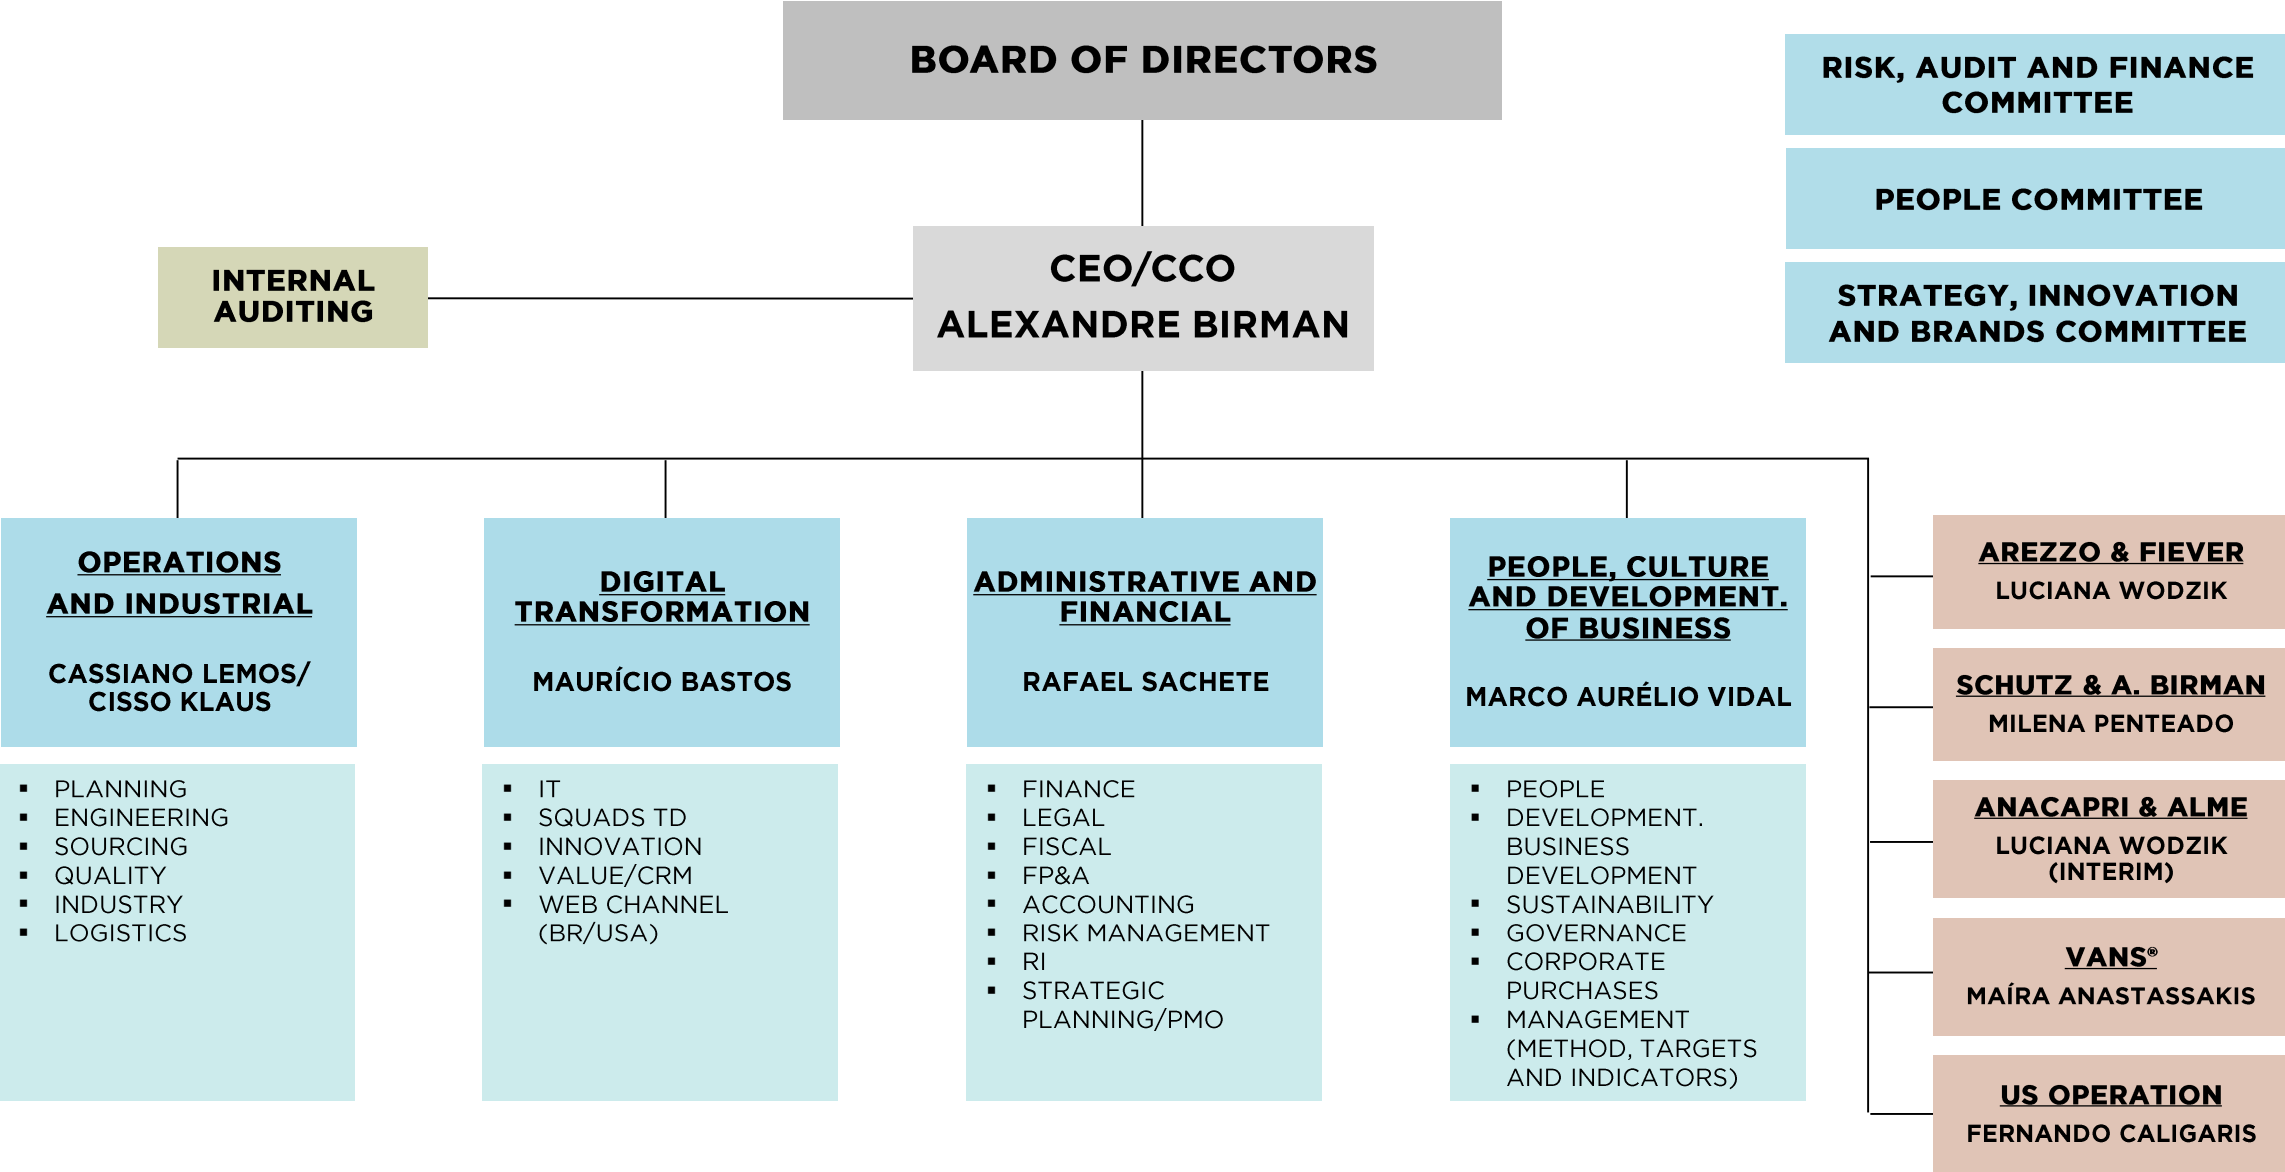 BOARD OF DIRECTORS
RISK, AUDIT AND FINANCE
COMMITTEE
PEOPLE COMMITTEE
STRATEGY, INNOVATION
AND BRANDS COMMITTEE
INTERNAL
AUDITING
CEO/CCO
ALEXANDRE BIRMAN
OPERATIONS
AND INDUSTRIAL
CASSIANO LEMOS/
CISSO KLAUS
▪ PLANNING
▪ ENGINEERING
▪ SOURCING
▪ QUALITY
▪ INDUSTRY
▪ LOGISTICS
DIGITAL
TRANSFORMATION
MAURÍCIO BASTOS
▪ IT
▪ SQUADS TD
▪ INNOVATION
▪ VALUE/CRM
▪ WEB CHANNEL
(BR/USA)
ADMINISTRATIVE AND
FINANCIAL
RAFAEL SACHETE
▪ FINANCE
▪ LEGAL
▪ FISCAL
▪ FP&A
▪ ACCOUNTING
▪ RISK MANAGEMENT
▪ RI
▪ STRATEGIC
PLANNING/PMO
PEOPLE, CULTURE
AND DEVELOPMENT.
OF BUSINESS
MARCO AURÉLIO VIDAL
▪ PEOPLE
▪ DEVELOPMENT.
BUSINESS
DEVELOPMENT
▪ SUSTAINABILITY
▪ GOVERNANCE
▪ CORPORATE
PURCHASES
▪ MANAGEMENT
(METHOD, TARGETS
AND INDICATORS)
AREZZO & FIEVER
LUCIANA WODZIK
SCHUTZ & A. BIRMAN
MILENA PENTEADO
ANACAPRI & ALME
LUCIANA WODZIK
(INTERIM)
VANS®
MAÍRA ANASTASSAKIS
US OPERATION
FERNANDO CALIGARIS